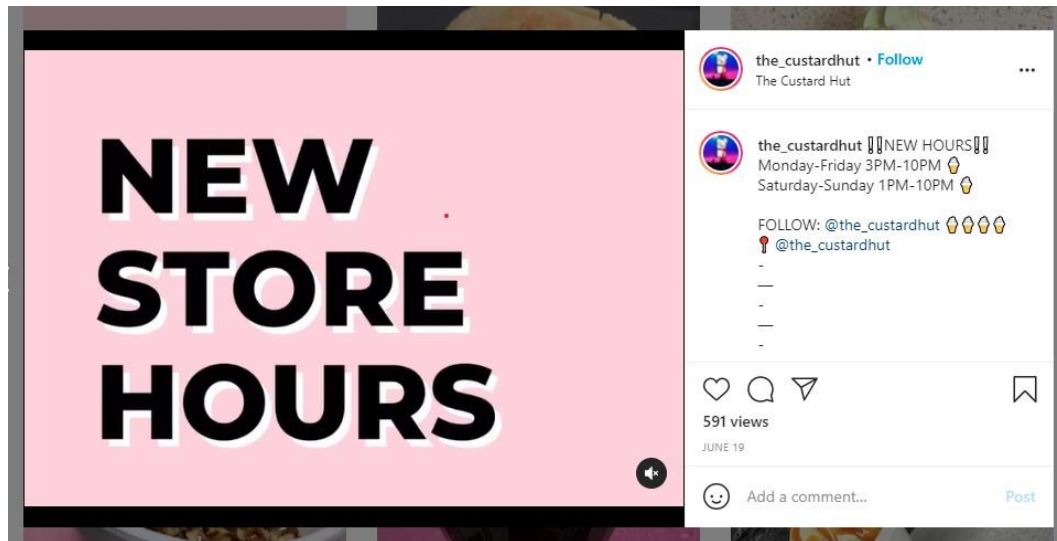 NEW
STORE
HOURS
the_custardhut • Follow
The Custard Hut
...
the_custardhut ‼️NEW HOURS‼️
Monday-Friday 3PM-10PM 🍦
Saturday-Sunday 1PM-10PM 🍦
FOLLOW: @the_custardhut 🍦🍦🍦🍦
📍 @the_custardhut
-
—
-
—
-
591 views
JUNE 19
Add a comment...
Post